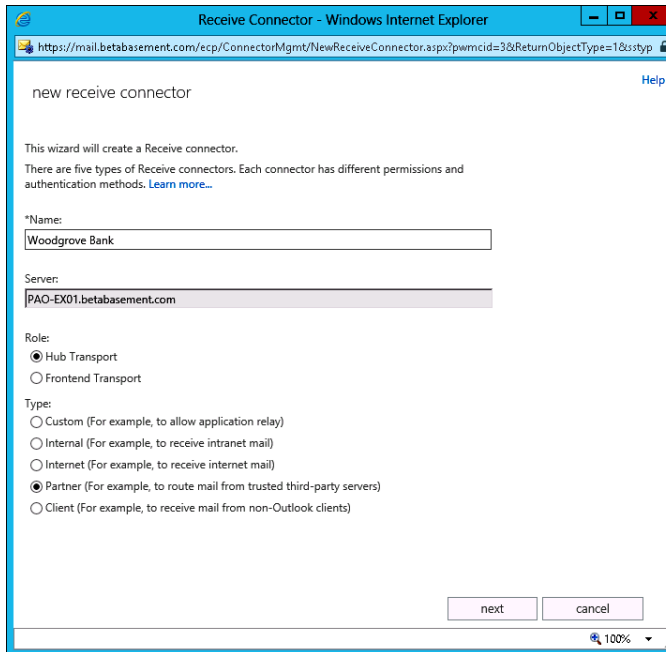 Receive Connector - Windows Internet Explorer
https://mail.betabasement.com/ecp/ConnectorMgmt/NewReceiveConnector.aspx?pwmcid=3&ReturnObjectType=1&sstyp
Help
new receive connector
This wizard will create a Receive connector.
There are five types of Receive connectors. Each connector has different permissions and
authentication methods. Learn more...
*Name:
Woodgrove Bank
Server:
PAO-EX01.betabasement.com
Role:
Hub Transport
Frontend Transport
Type:
Custom (For example, to allow application relay)
Internal (For example, to receive intranet mail)
Internet (For example, to receive internet mail)
Partner (For example, to route mail from trusted third-party servers)
Client (For example, to receive mail from non-Outlook clients)
next cancel
100%